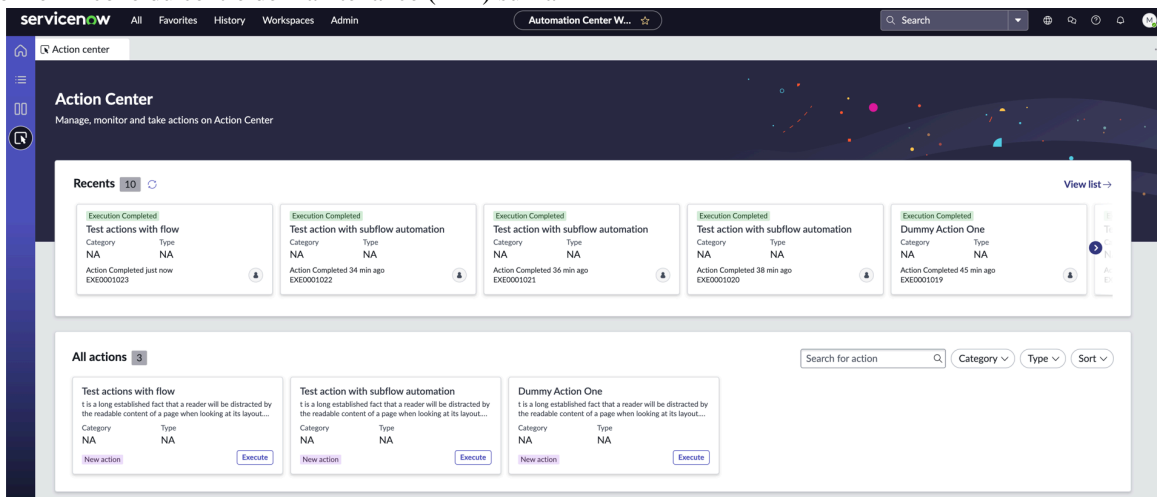 servicenow All Favorites History Workspaces Admin Automation Center W... Search M
Action center
Action Center
Manage, monitor and take actions on Action Center
Recents 10 View list
Execution Completed Execution Completed Execution Completed Execution Completed Execution Completed
Test actions with flow Test action with subflow automation Test action with subflow automation Test action with subflow automation Dummy Action One
Category Type Category Type Category Type Category Type Category Type
NA NA NA NA NA NA NA NA NA NA
Action Completed just now Action Completed 34 min ago Action Completed 36 min ago Action Completed 38 min ago Action Completed 45 min ago
EXE0001023 EXE0001022 EXE0001021 EXE0001020 EXE0001019
All actions 3 Search for action Category Type Sort
Test actions with flow Test action with subflow automation Dummy Action One
t is a long established fact that a reader will be distracted by t is a long established fact that a reader will be distracted by t is a long established fact that a reader will be distracted by
the readable content of a page when looking at its layout.... the readable content of a page when looking at its layout.... the readable content of a page when looking at its layout....
Category Type Category Type Category Type
NA NA NA NA NA NA
New action Execute New action Execute New action Execute